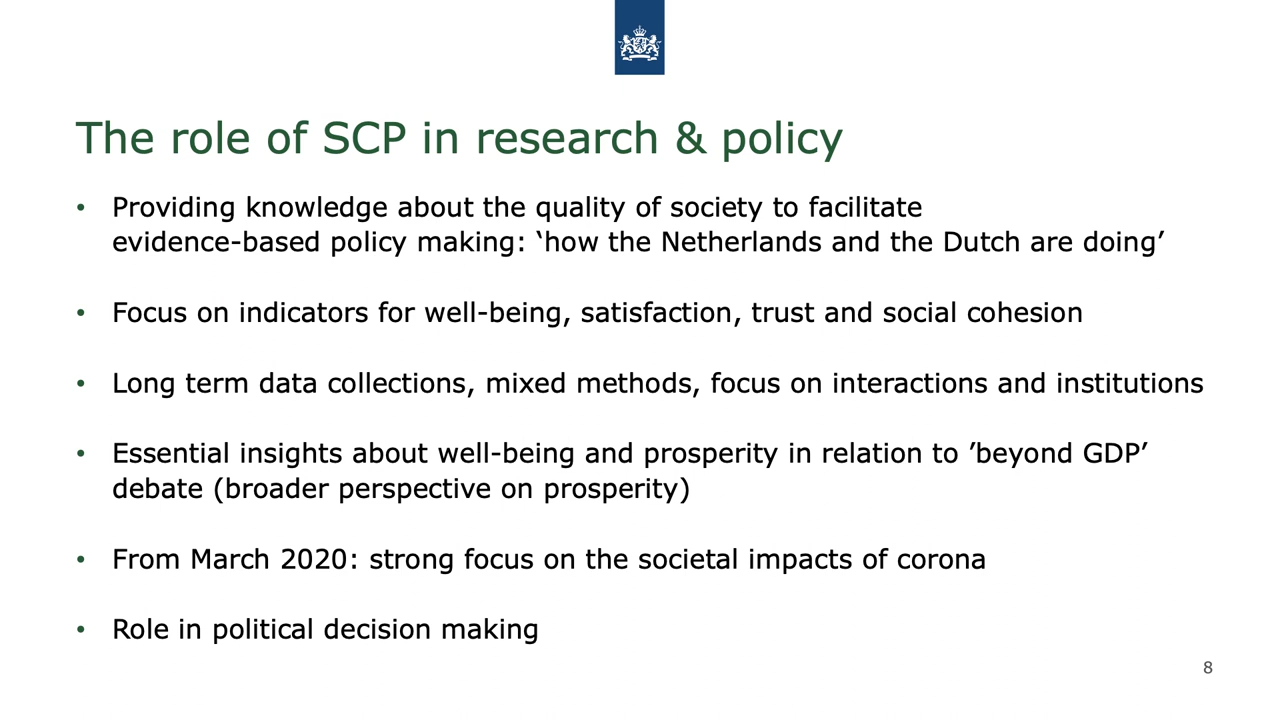 The role of SCP in research & policy
• Providing knowledge about the quality of society to facilitate
evidence-based policy making: ‘how the Netherlands and the Dutch are doing’
• Focus on indicators for well-being, satisfaction, trust and social cohesion
• Long term data collections, mixed methods, focus on interactions and institutions
• Essential insights about well-being and prosperity in relation to ’beyond GDP’
debate (broader perspective on prosperity)
• From March 2020: strong focus on the societal impacts of corona
• Role in political decision making
8